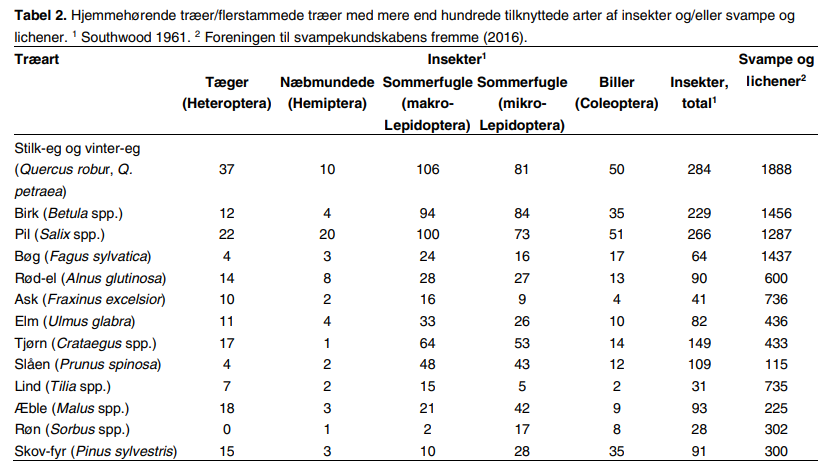 Tabel 2. Hjemmehørende træer/flerstammede træer med mere end hundrede tilknyttede arter af insekter og/eller svampe og
lichener. ¹ Southwood 1961. ² Foreningen til svampekundskabens fremme (2016).
Træart Insekter¹ Svampe og
lichener²
Tæger Næbmundede Sommerfugle Sommerfugle Biller Insekter,
(Heteroptera) (Hemiptera) (makro- (mikro- (Coleoptera) total¹
Lepidoptera) Lepidoptera)
Stilk-eg og vinter-eg
(Quercus robur, Q. 37 10 106 81 50 284 1888
petraea)
Birk (Betula spp.) 12 4 94 84 35 229 1456
Pil (Salix spp.) 22 20 100 73 51 266 1287
Bøg (Fagus sylvatica) 4 3 24 16 17 64 1437
Rød-el (Alnus glutinosa) 14 8 28 27 13 90 600
Ask (Fraxinus excelsior) 10 2 16 9 4 41 736
Elm (Ulmus glabra) 11 4 33 26 10 82 436
Tjørn (Crataegus spp.) 17 1 64 53 14 149 433
Slåen (Prunus spinosa) 4 2 48 43 12 109 115
Lind (Tilia spp.) 7 2 15 5 2 31 735
Æble (Malus spp.) 18 3 21 42 9 93 225
Røn (Sorbus spp.) 0 1 2 17 8 28 302
Skov-fyr (Pinus sylvestris) 15 3 10 28 35 91 300